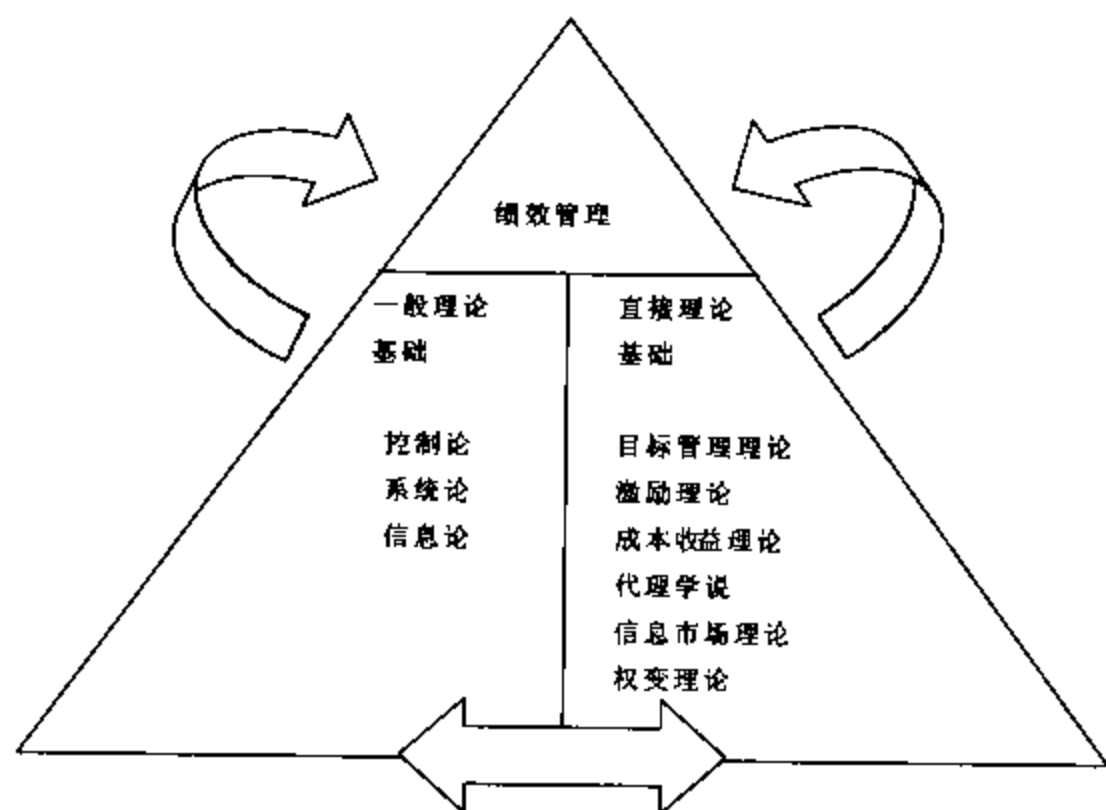 绩效管理
一般理论
基础
控制论
系统论
信息论
直接理论
基础
目标管理理论
激励理论
成本收益理论
代理学说
信息市场理论
权变理论